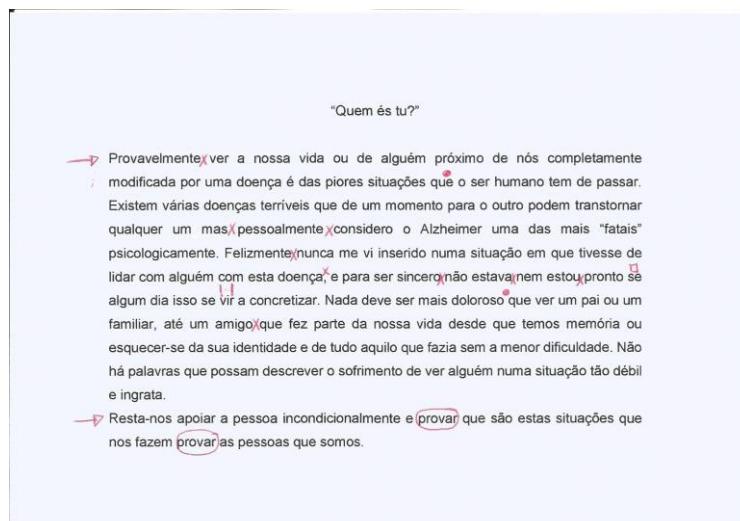 “Quem és tu?”
Provavelmente ver a nossa vida ou de alguém próximo de nós completamente
modificada por uma doença é das piores situações que o ser humano tem de passar.
Existem várias doenças terríveis que de um momento para o outro podem transtornar
qualquer um mas pessoalmente considero o Alzheimer uma das mais “fatais”
psicologicamente. Felizmente nunca me vi inserido numa situação em que tivesse de
lidar com alguém com esta doença, e para ser sincero não estava nem estou pronto se
algum dia isso se vir a concretizar. Nada deve ser mais doloroso que ver um pai ou um
familiar, até um amigo que fez parte da nossa vida desde que temos memória ou
esquecer-se da sua identidade e de tudo aquilo que fazia sem a menor dificuldade. Não
há palavras que possam descrever o sofrimento de ver alguém numa situação tão débil
e ingrata.
Resta-nos apoiar a pessoa incondicionalmente e provar que são estas situações que
nos fazem provar as pessoas que somos.